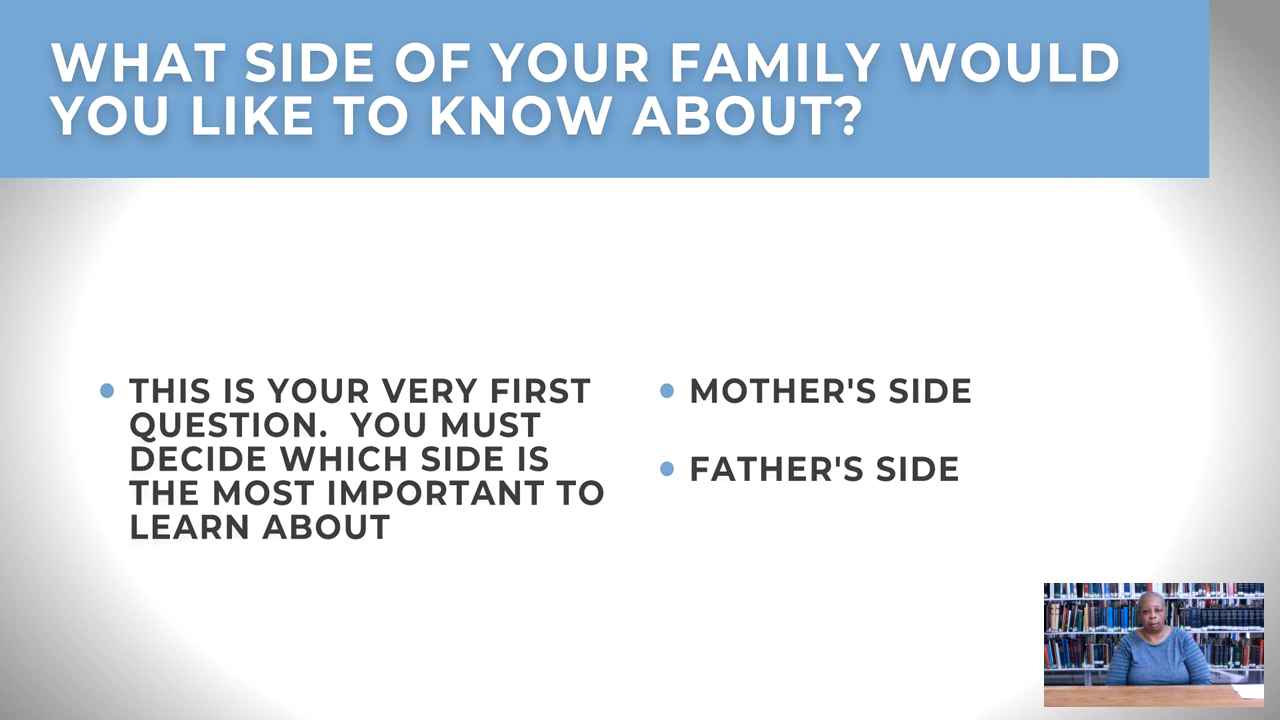 WHAT SIDE OF YOUR FAMILY WOULD
YOU LIKE TO KNOW ABOUT?
THIS IS YOUR VERY FIRST
QUESTION.  YOU MUST
DECIDE WHICH SIDE IS
THE MOST IMPORTANT TO
LEARN ABOUT
MOTHER'S SIDE
FATHER'S SIDE